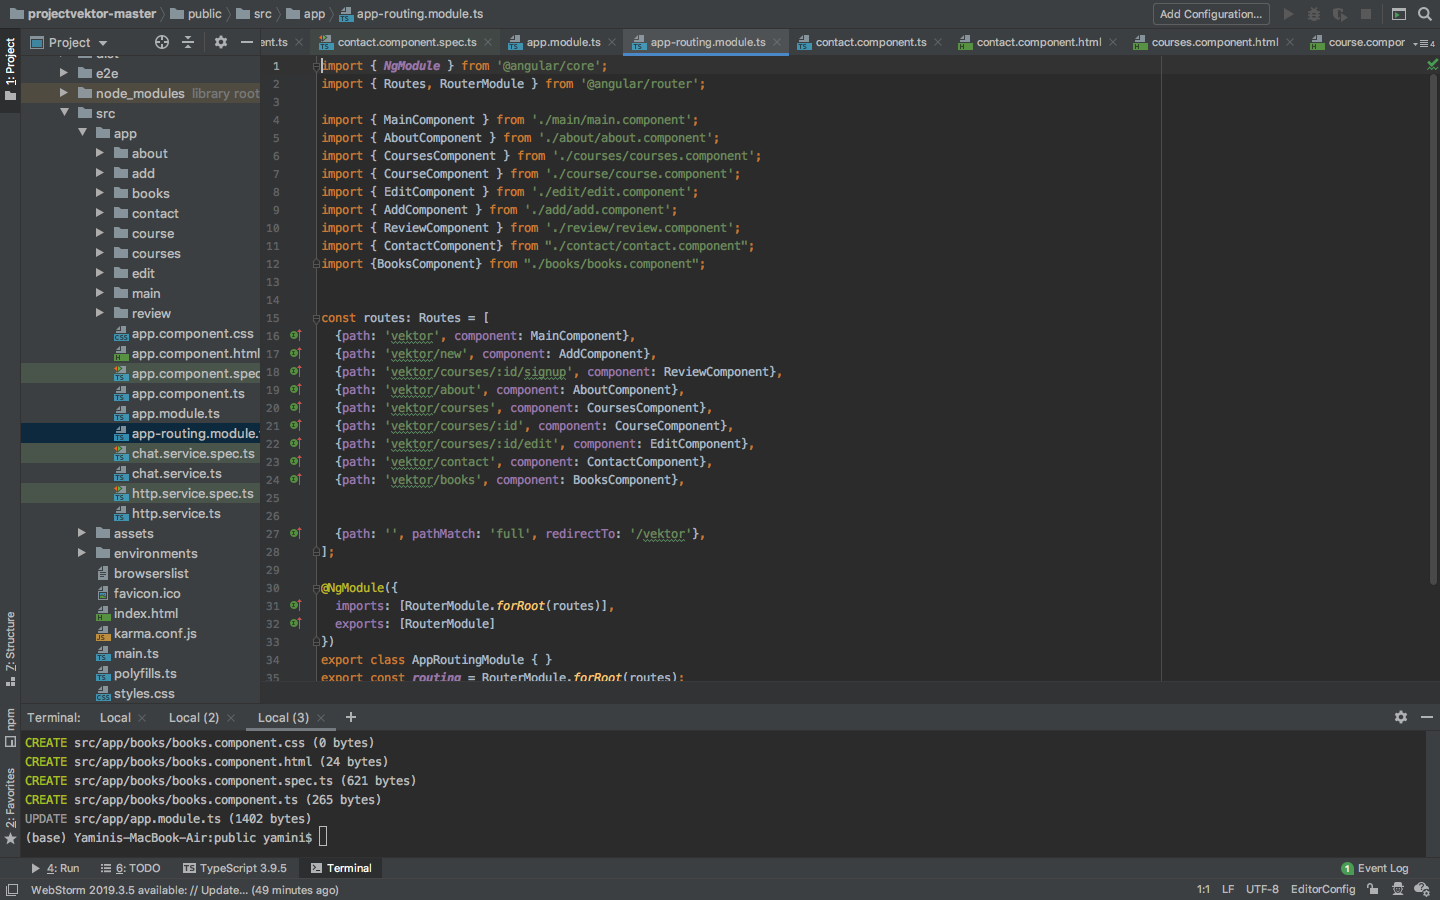 projectvektor-master
public
src
app
app-routing.module.ts
Add Configuration...
1: Project
Project
ent.ts
contact.component.spec.ts
app.module.ts
app-routing.module.ts
contact.component.ts
contact.component.html
courses.component.html
course.compor
4
e2e
node_modules library root
src
app
about
add
books
contact
course
courses
edit
main
review
app.component.css
app.component.html
app.component.spec
app.component.ts
app.module.ts
app-routing.module.
chat.service.spec.ts
chat.service.ts
http.service.spec.ts
http.service.ts
assets
environments
browserslist
favicon.ico
index.html
karma.conf.js
main.ts
polyfills.ts
styles.css
1 import { NgModule } from '@angular/core';
2 import { Routes, RouterModule } from '@angular/router';
3
4 import { MainComponent } from './main/main.component';
5 import { AboutComponent } from './about/about.component';
6 import { CoursesComponent } from './courses/courses.component';
7 import { CourseComponent } from './course/course.component';
8 import { EditComponent } from './edit/edit.component';
9 import { AddComponent } from './add/add.component';
10 import { ReviewComponent } from './review/review.component';
11 import { ContactComponent} from "./contact/contact.component";
12 import {BooksComponent} from "./books/books.component";
13
14
15 const routes: Routes = [
16 {path: 'vektor', component: MainComponent},
17 {path: 'vektor/new', component: AddComponent},
18 {path: 'vektor/courses/:id/signup', component: ReviewComponent},
19 {path: 'vektor/about', component: AboutComponent},
20 {path: 'vektor/courses', component: CoursesComponent},
21 {path: 'vektor/courses/:id', component: CourseComponent},
22 {path: 'vektor/courses/:id/edit', component: EditComponent},
23 {path: 'vektor/contact', component: ContactComponent},
24 {path: 'vektor/books', component: BooksComponent},
25
26
27 {path: '', pathMatch: 'full', redirectTo: '/vektor'},
28 ];
29
30 @NgModule({
31 imports: [RouterModule.forRoot(routes)],
32 exports: [RouterModule]
33 })
34 export class AppRoutingModule { }
35 export const routing = RouterModule.forRoot(routes);
7: Structure
npm
2: Favorites
Terminal:
Local
Local (2)
Local (3)
CREATE src/app/books/books.component.css (0 bytes)
CREATE src/app/books/books.component.html (24 bytes)
CREATE src/app/books/books.component.spec.ts (621 bytes)
CREATE src/app/books/books.component.ts (265 bytes)
UPDATE src/app/app.module.ts (1402 bytes)
(base) Yaminis-MacBook-Air:public yamini$
4: Run
6: TODO
TypeScript 3.9.5
Terminal
1 Event Log
WebStorm 2019.3.5 available: // Update... (49 minutes ago)
1:1 LF UTF-8 EditorConfig